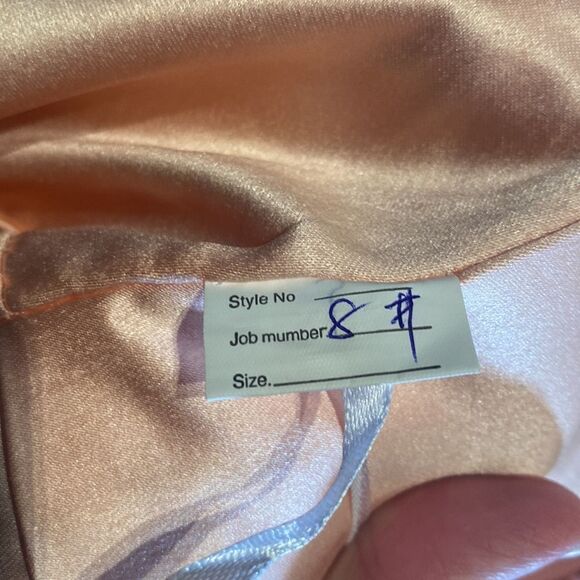 Style No
Job mumber 8 #
Size.